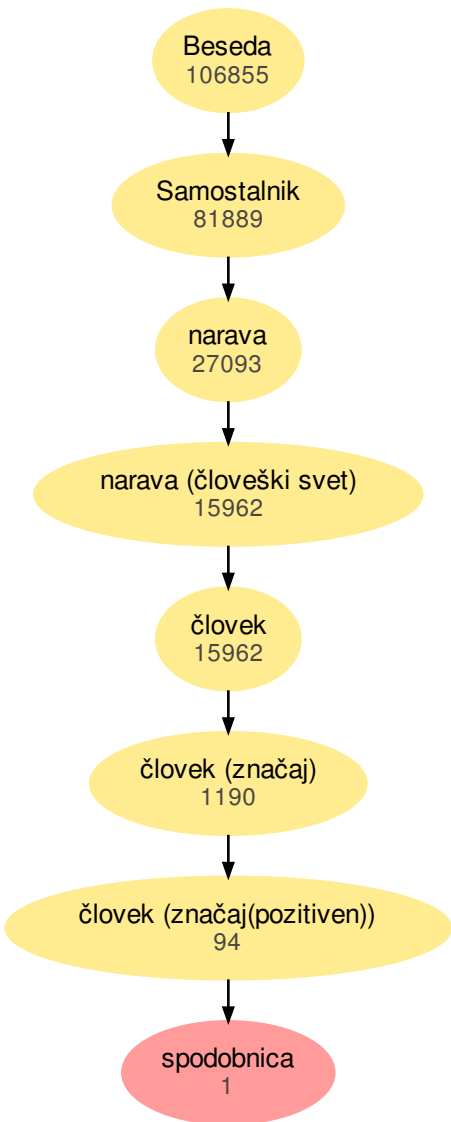 Beseda
106855
Samostalnik
81889
narava
27093
narava (človeški svet)
15962
človek
15962
človek (značaj)
1190
človek (značaj(pozitiven))
94
spodobnica
1